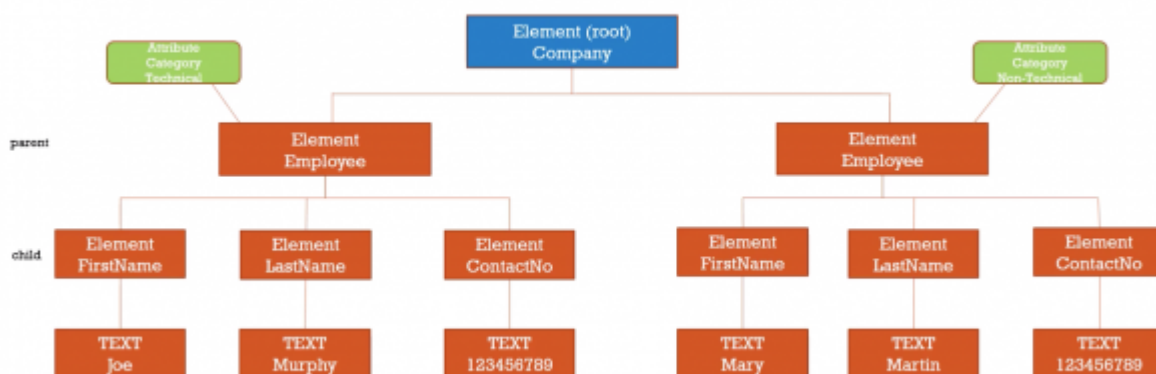 Element (root)
Company
Attribute
Category
Technical
Attribute
Category
Non-Technical
parent
Element
Employee
Element
Employee
child
Element
FirstName
Element
LastName
Element
ContactNo
Element
FirstName
Element
LastName
Element
ContactNo
TEXT
Joe
TEXT
Murphy
TEXT
123456789
TEXT
Mary
TEXT
Martin
TEXT
123456789